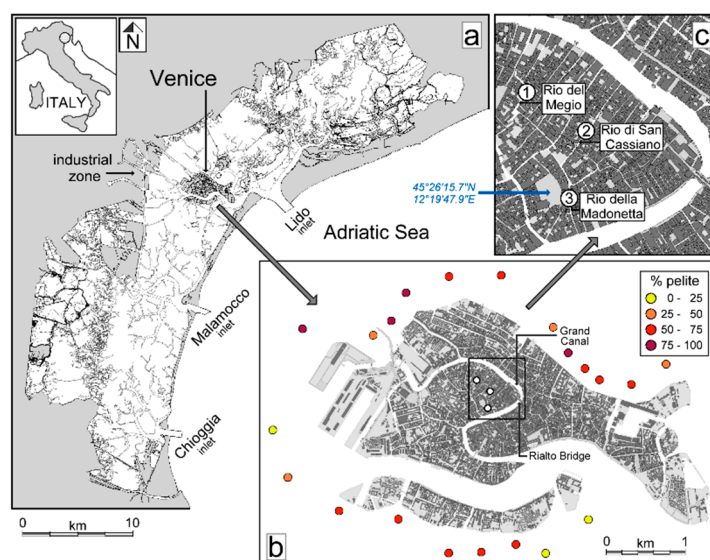 ITALY
N
a
Venice
industrial
zone
Lido
inlet
Adriatic Sea
Malamocco
inlet
Chioggia
inlet
0 km 10
c
1
Rio del
Megio
2
Rio di San
Cassiano
45°26'15.7"N
12°19'47.9"E
3
Rio della
Madonetta
% pelite
0 - 25
25 - 50
50 - 75
75 - 100
Grand
Canal
Rialto Bridge
b
0 km 1